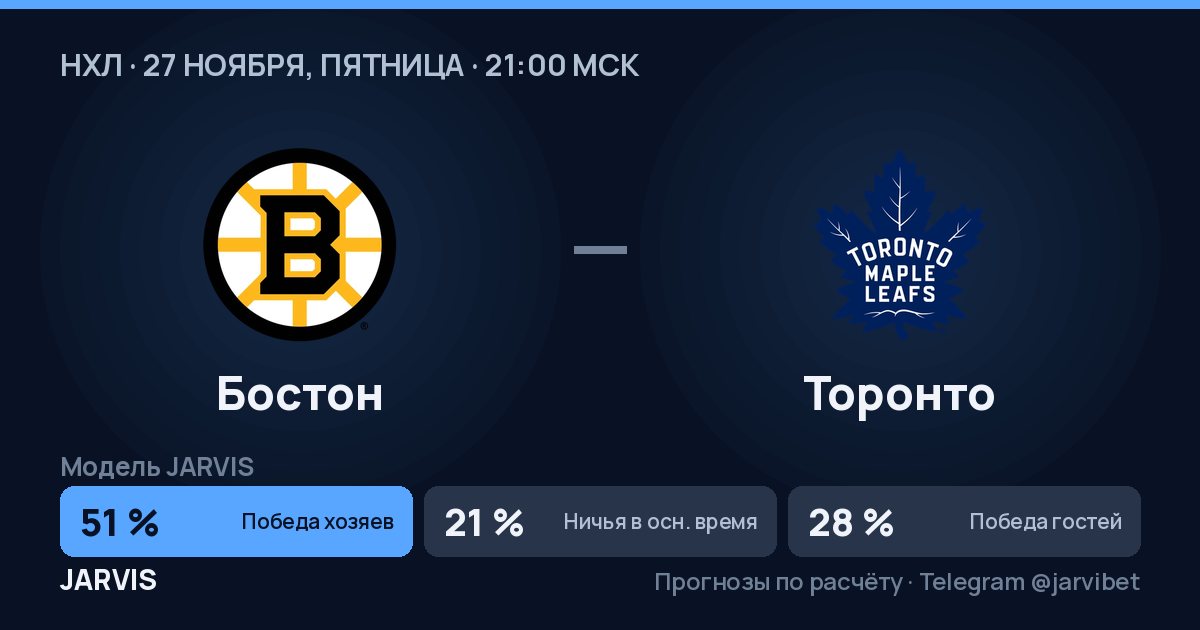 НХЛ · 27 НОЯБРЯ, ПЯТНИЦА · 21:00 МСК
B
®
TORONTO
MAPLE
LEAFS
Бостон
Торонто
Модель JARVIS
51 % Победа хозяев
21 % Ничья в осн. время
28 % Победа гостей
JARVIS
Прогнозы по расчёту · Telegram @jarvibet